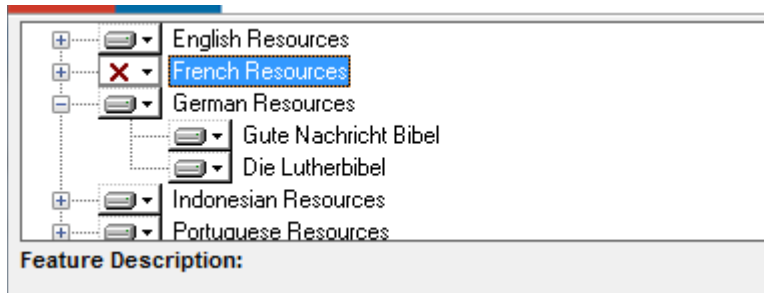 English Resources
French Resources
German Resources
Gute Nachricht Bibel
Die Lutherbibel
Indonesian Resources
Portuguese Resources
Feature Description: